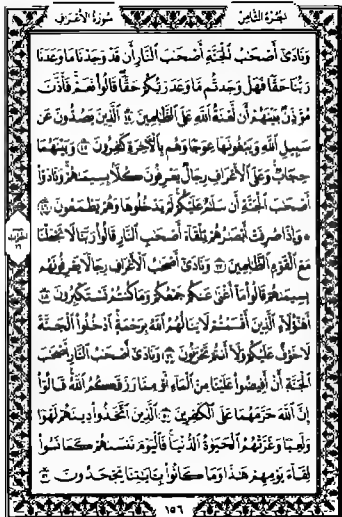 الجزء الثامن
سورة الأعراف
وَنَادَىٰٓ أَصْحَٰبُ ٱلْجَنَّةِ أَصْحَٰبَ ٱلنَّارِ أَن قَدْ وَجَدْنَا مَا وَعَدَنَا
رَبُّنَا حَقًّا فَهَلْ وَجَدتُّم مَّا وَعَدَ رَبُّكُمْ حَقًّا قَالُوا۟ نَعَمْ فَأَذَّنَ
مُؤَذِّنٌۢ بَيْنَهُمْ أَن لَّعْنَةُ ٱللَّهِ عَلَى ٱلظَّٰلِمِينَ ٤٤ ٱلَّذِينَ يَصُدُّونَ عَن
سَبِيلِ ٱللَّهِ وَيَبْغُونَهَا عِوَجًا وَهُم بِٱلْءَاخِرَةِ كَٰفِرُونَ ٤٥ وَبَيْنَهُمَا
حِجَابٌ وَعَلَى ٱلْأَعْرَافِ رِجَالٌ يَعْرِفُونَ كُلًّۢا بِسِيمَىٰهُمْ وَنَادَوْا۟
أَصْحَٰبَ ٱلْجَنَّةِ أَن سَلَٰمٌ عَلَيْكُمْ لَمْ يَدْخُلُوهَا وَهُمْ يَطْمَعُونَ ٤٦
۞ وَإِذَا صُرِفَتْ أَبْصَٰرُهُمْ تِلْقَآءَ أَصْحَٰبِ ٱلنَّارِ قَالُوا۟ رَبَّنَا لَا تَجْعَلْنَا
مَعَ ٱلْقَوْمِ ٱلظَّٰلِمِينَ ٤٧ وَنَادَىٰٓ أَصْحَٰبُ ٱلْأَعْرَافِ رِجَالًا يَعْرِفُونَهُم
بِسِيمَىٰهُمْ قَالُوا۟ مَآ أَغْنَىٰ عَنكُمْ جَمْعُكُمْ وَمَا كُنتُمْ تَسْتَكْبِرُونَ ٤٨
أَهَٰٓؤُلَآءِ ٱلَّذِينَ أَقْسَمْتُمْ لَا يَنَالُهُمُ ٱللَّهُ بِرَحْمَةٍ ٱدْخُلُوا۟ ٱلْجَنَّةَ
لَا خَوْفٌ عَلَيْكُمْ وَلَآ أَنتُمْ تَحْزَنُونَ ٤٩ وَنَادَىٰٓ أَصْحَٰبُ ٱلنَّارِ أَصْحَٰبَ
ٱلْجَنَّةِ أَنْ أَفِيضُوا۟ عَلَيْنَا مِنَ ٱلْمَآءِ أَوْ مِمَّا رَزَقَكُمُ ٱللَّهُ قَالُوٓا۟
إِنَّ ٱللَّهَ حَرَّمَهُمَا عَلَى ٱلْكَٰفِرِينَ ٥٠ ٱلَّذِينَ ٱتَّخَذُوا۟ دِينَهُمْ لَهْوًا
وَلَعِبًا وَغَرَّتْهُمُ ٱلْحَيَوٰةُ ٱلدُّنْيَا فَٱلْيَوْمَ نَنسَىٰهُمْ كَمَا نَسُوا۟
لِقَآءَ يَوْمِهِمْ هَٰذَا وَمَا كَانُوا۟ بِـَٔايَٰتِنَا يَجْحَدُونَ ٥١
١٥٦